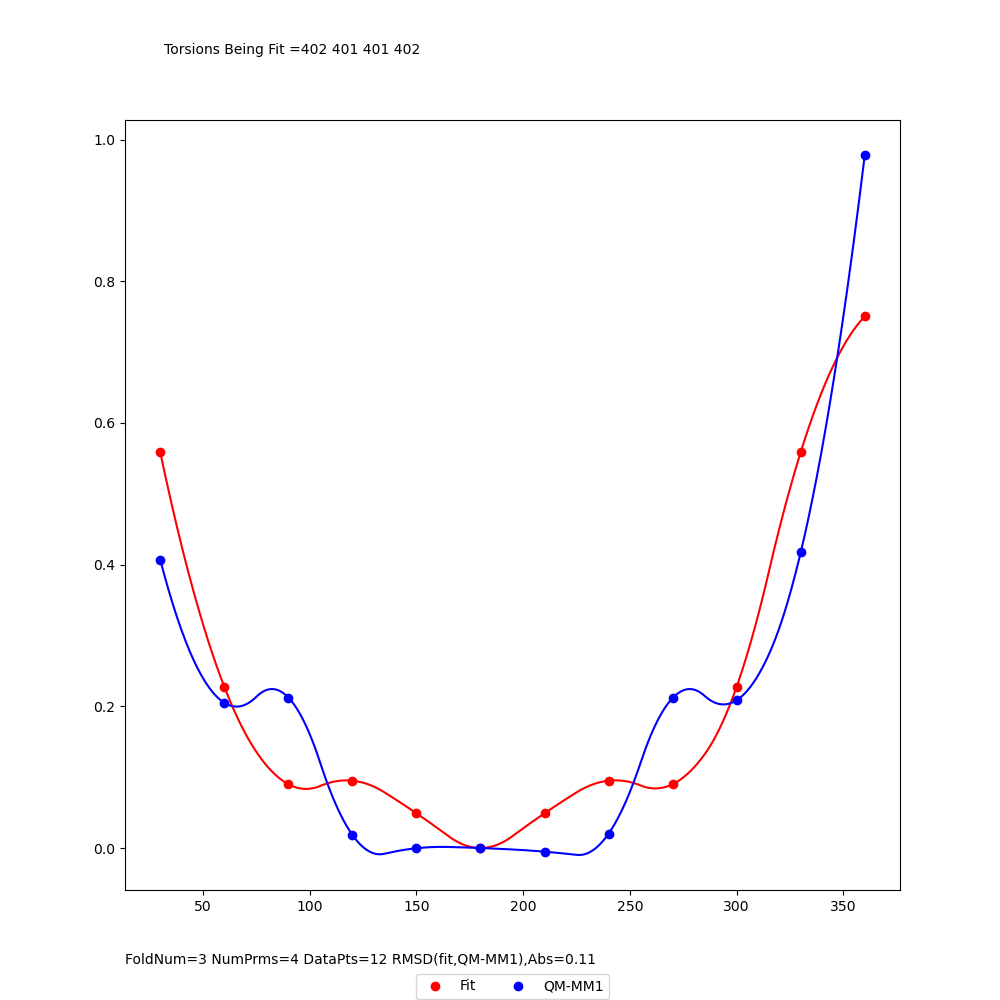 Torsions Being Fit =402 401 401 402
1.0
0.8
0.6
0.4
0.2
0.0
50 100 150 200 250 300 350
FoldNum=3 NumPrms=4 DataPts=12 RMSD(fit,QM-MM1),Abs=0.11
Fit QM-MM1